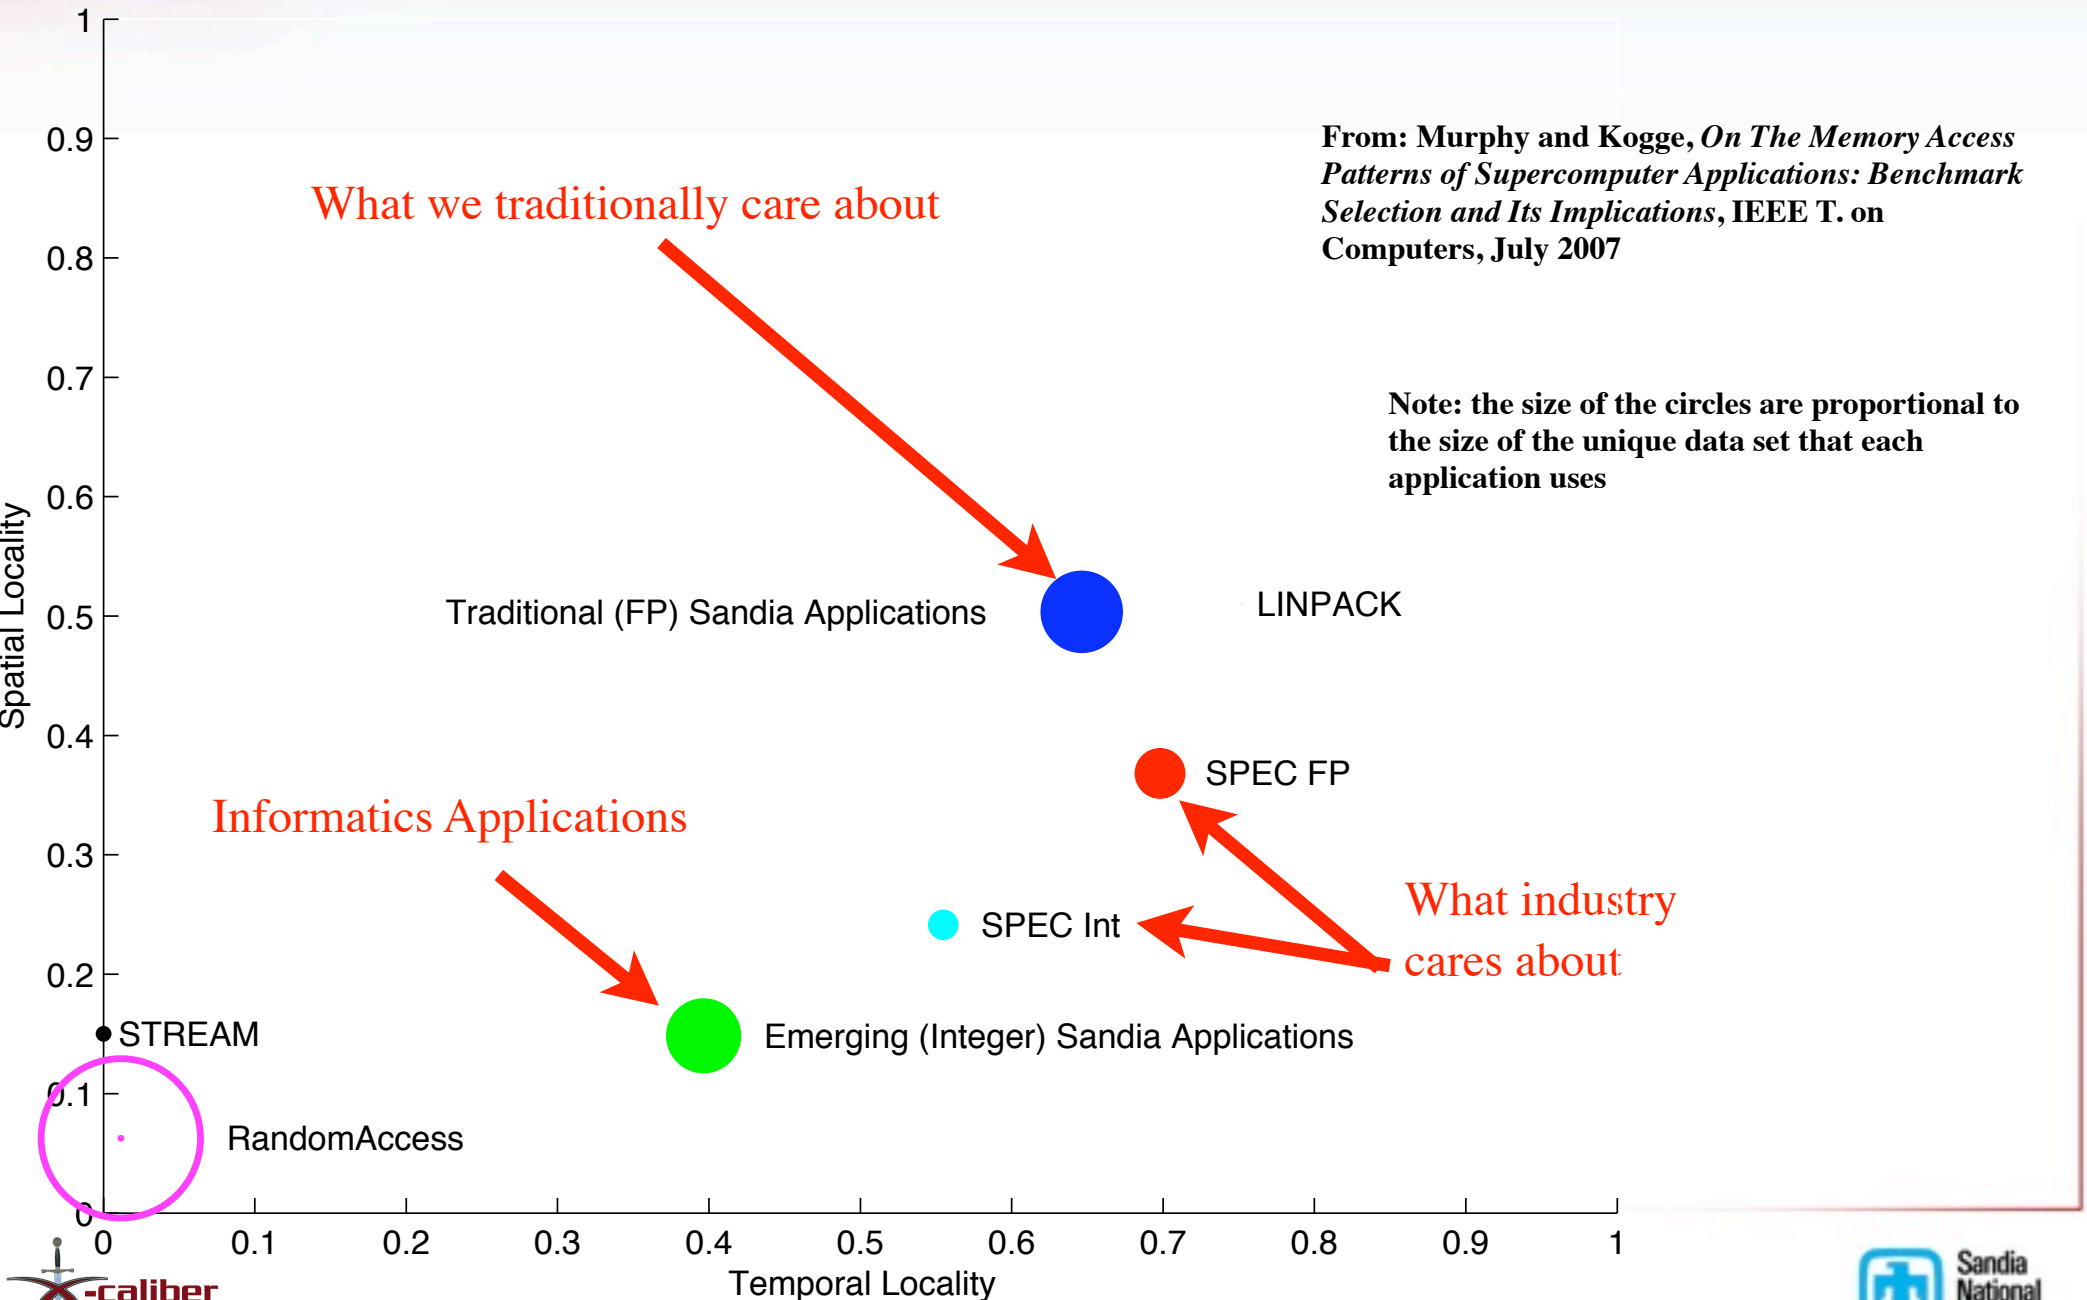 1
0.9
From: Murphy and Kogge, On The Memory Access
Patterns of Supercomputer Applications: Benchmark
Selection and Its Implications, IEEE T. on
Computers, July 2007
What we traditionally care about
0.8
0.7
Note: the size of the circles are proportional to
the size of the unique data set that each
application uses
0.6
Spatial Locality
Traditional (FP) Sandia Applications
LINPACK
0.5
0.4
SPEC FP
Informatics Applications
0.3
What industry
cares about
SPEC Int
0.2
STREAM
Emerging (Integer) Sandia Applications
0.1
RandomAccess
0
0 0.1 0.2 0.3 0.4 0.5 0.6 0.7 0.8 0.9 1
Temporal Locality
X-caliber
Sandia
National